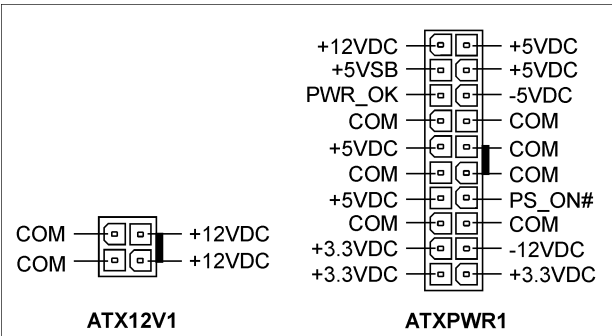 +12VDC +5VDC
+5VSB +5VDC
PWR_OK -5VDC
COM COM
+5VDC COM
COM COM
+5VDC PS_ON#
COM COM
+3.3VDC -12VDC
+3.3VDC +3.3VDC
COM +12VDC
COM +12VDC
ATX12V1 ATXPWR1